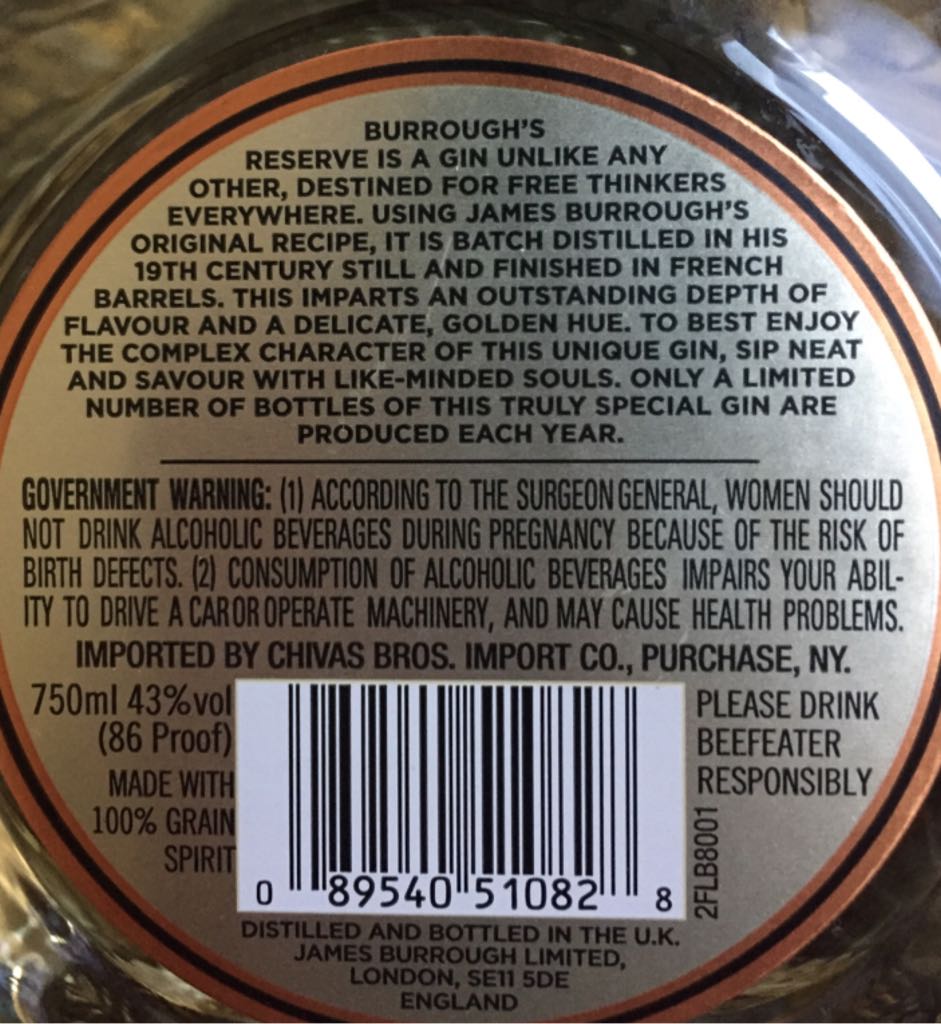 BURROUGH'S
RESERVE IS A GIN UNLIKE ANY
OTHER, DESTINED FOR FREE THINKERS
EVERYWHERE. USING JAMES BURROUGH'S
ORIGINAL RECIPE, IT IS BATCH DISTILLED IN HIS
19TH CENTURY STILL AND FINISHED IN FRENCH
BARRELS. THIS IMPARTS AN OUTSTANDING DEPTH OF
FLAVOUR AND A DELICATE, GOLDEN HUE. TO BEST ENJOY
THE COMPLEX CHARACTER OF THIS UNIQUE GIN, SIP NEAT
AND SAVOUR WITH LIKE-MINDED SOULS. ONLY A LIMITED
NUMBER OF BOTTLES OF THIS TRULY SPECIAL GIN ARE
PRODUCED EACH YEAR.
GOVERNMENT WARNING: (1) ACCORDING TO THE SURGEON GENERAL, WOMEN SHOULD
NOT DRINK ALCOHOLIC BEVERAGES DURING PREGNANCY BECAUSE OF THE RISK OF
BIRTH DEFECTS. (2) CONSUMPTION OF ALCOHOLIC BEVERAGES IMPAIRS YOUR ABIL-
ITY TO DRIVE A CAR OR OPERATE MACHINERY, AND MAY CAUSE HEALTH PROBLEMS.
IMPORTED BY CHIVAS BROS. IMPORT CO., PURCHASE, NY.
750ml 43%vol
(86 Proof)
MADE WITH
100% GRAIN
SPIRIT
0 89540 51082 8
PLEASE DRINK
BEEFEATER
RESPONSIBLY
2FLB8001
DISTILLED AND BOTTLED IN THE U.K.
JAMES BURROUGH LIMITED,
LONDON, SE11 5DE
ENGLAND